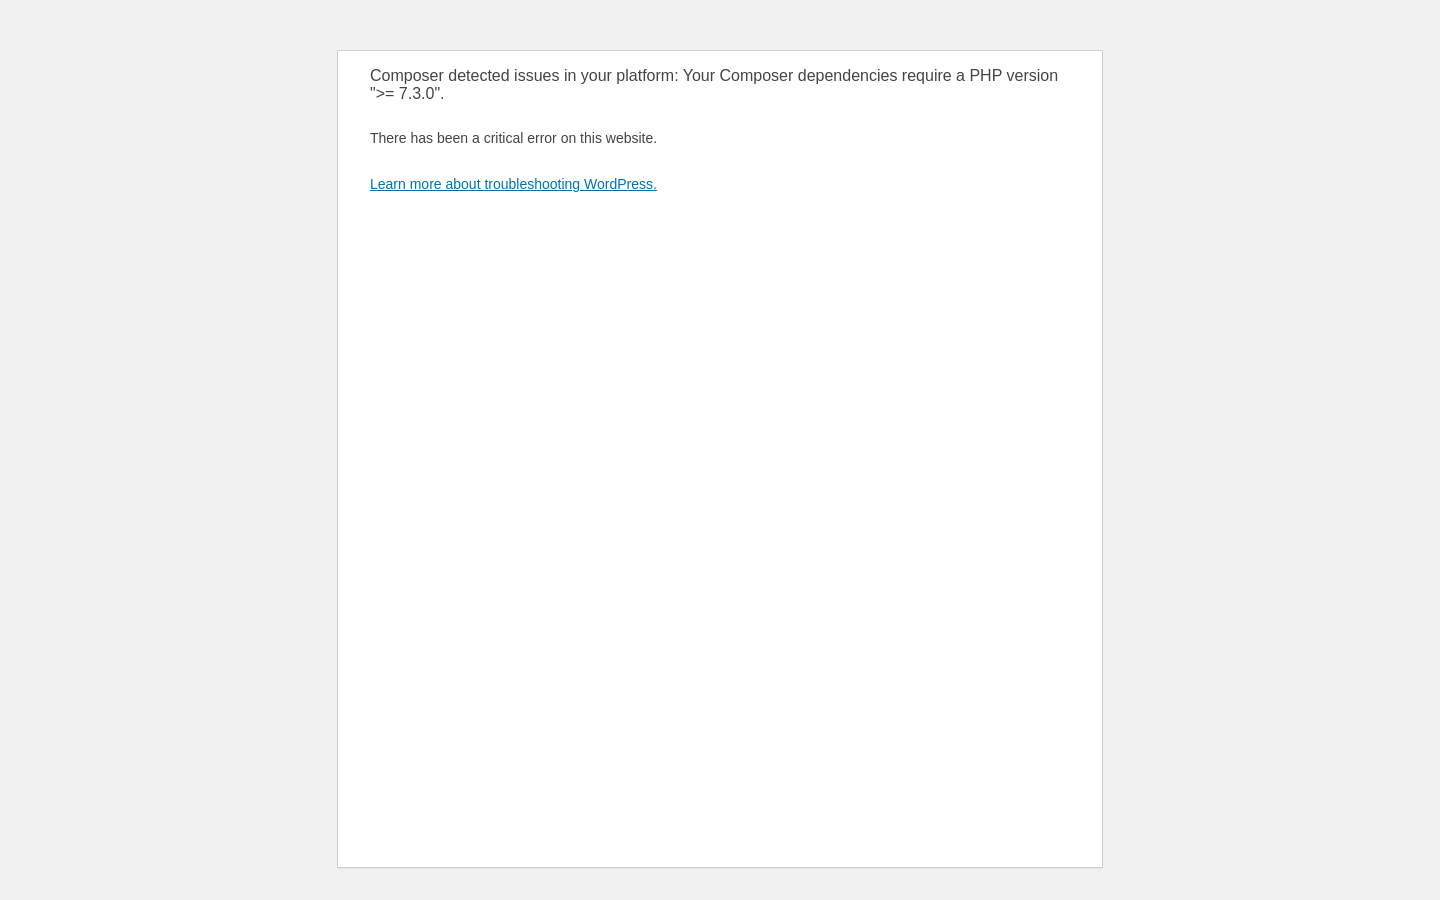 Composer detected issues in your platform: Your Composer dependencies require a PHP version
">= 7.3.0".
There has been a critical error on this website.
Learn more about troubleshooting WordPress.